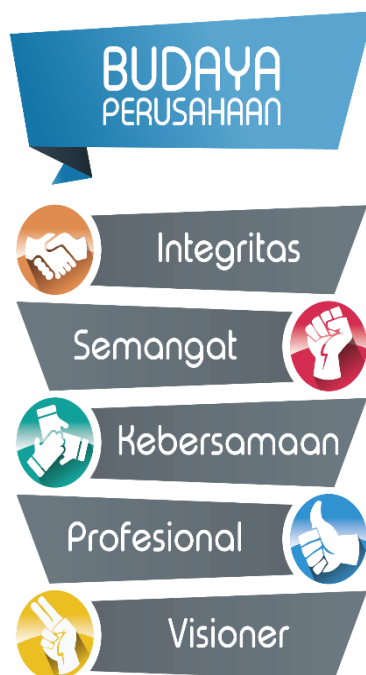 BUDAYA
PERUSAHAAN
Integritas
Semangat
Kebersamaan
Profesional
Visioner